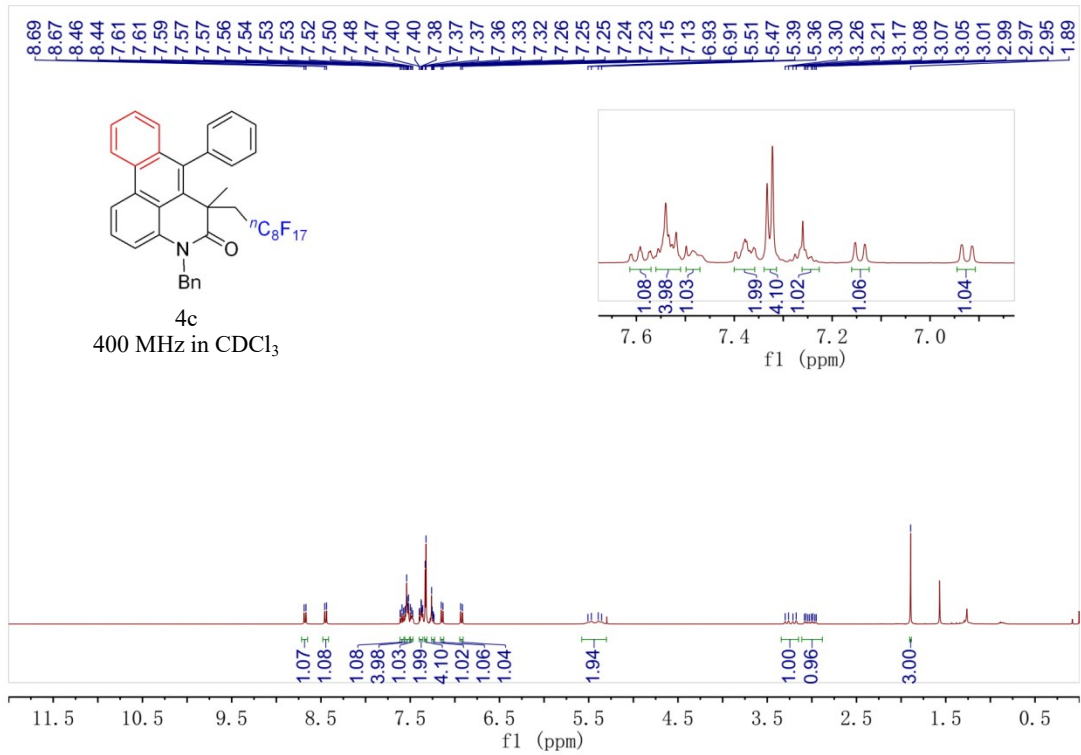 8.69 8.67 8.46 8.44 7.61 7.61 7.59 7.57 7.57 7.56 7.54 7.53 7.53 7.52 7.50 7.48 7.47 7.40 7.40 7.38 7.37 7.37 7.36 7.33 7.32 7.26 7.25 7.25 7.24 7.23 7.15 7.13 6.93 6.91 5.51 5.47 5.39 5.36 3.30 3.26 3.21 3.17 3.08 3.07 3.05 3.01 2.99 2.97 2.95 1.89
nC8F17
N
O
Bn
4c
400 MHz in CDCl3
1.08 3.98 1.03 1.99 4.10 1.02 1.06 1.04
7.6 7.4 7.2 7.0
f1 (ppm)
1.07 1.08 1.08 3.98 1.03 1.99 4.10 1.02 1.06 1.04 1.94 1.00 0.96 3.00
11.5 10.5 9.5 8.5 7.5 6.5 5.5 4.5 3.5 2.5 1.5 0.5
f1 (ppm)